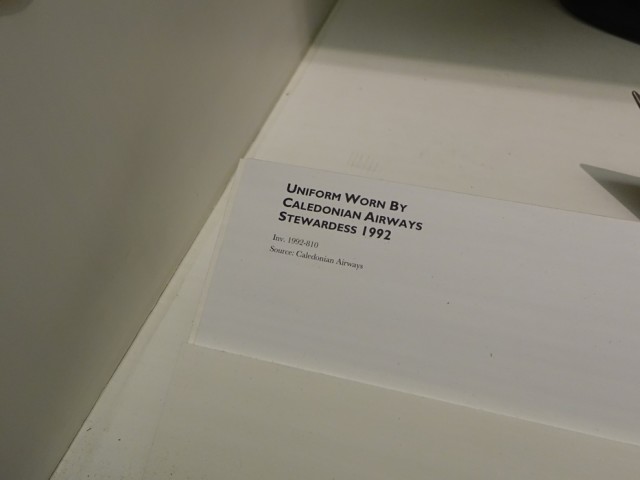 UNIFORM WORN BY
CALEDONIAN AIRWAYS
STEWARDESS 1992
Inv. 1992-810
Source: Caledonian Airways